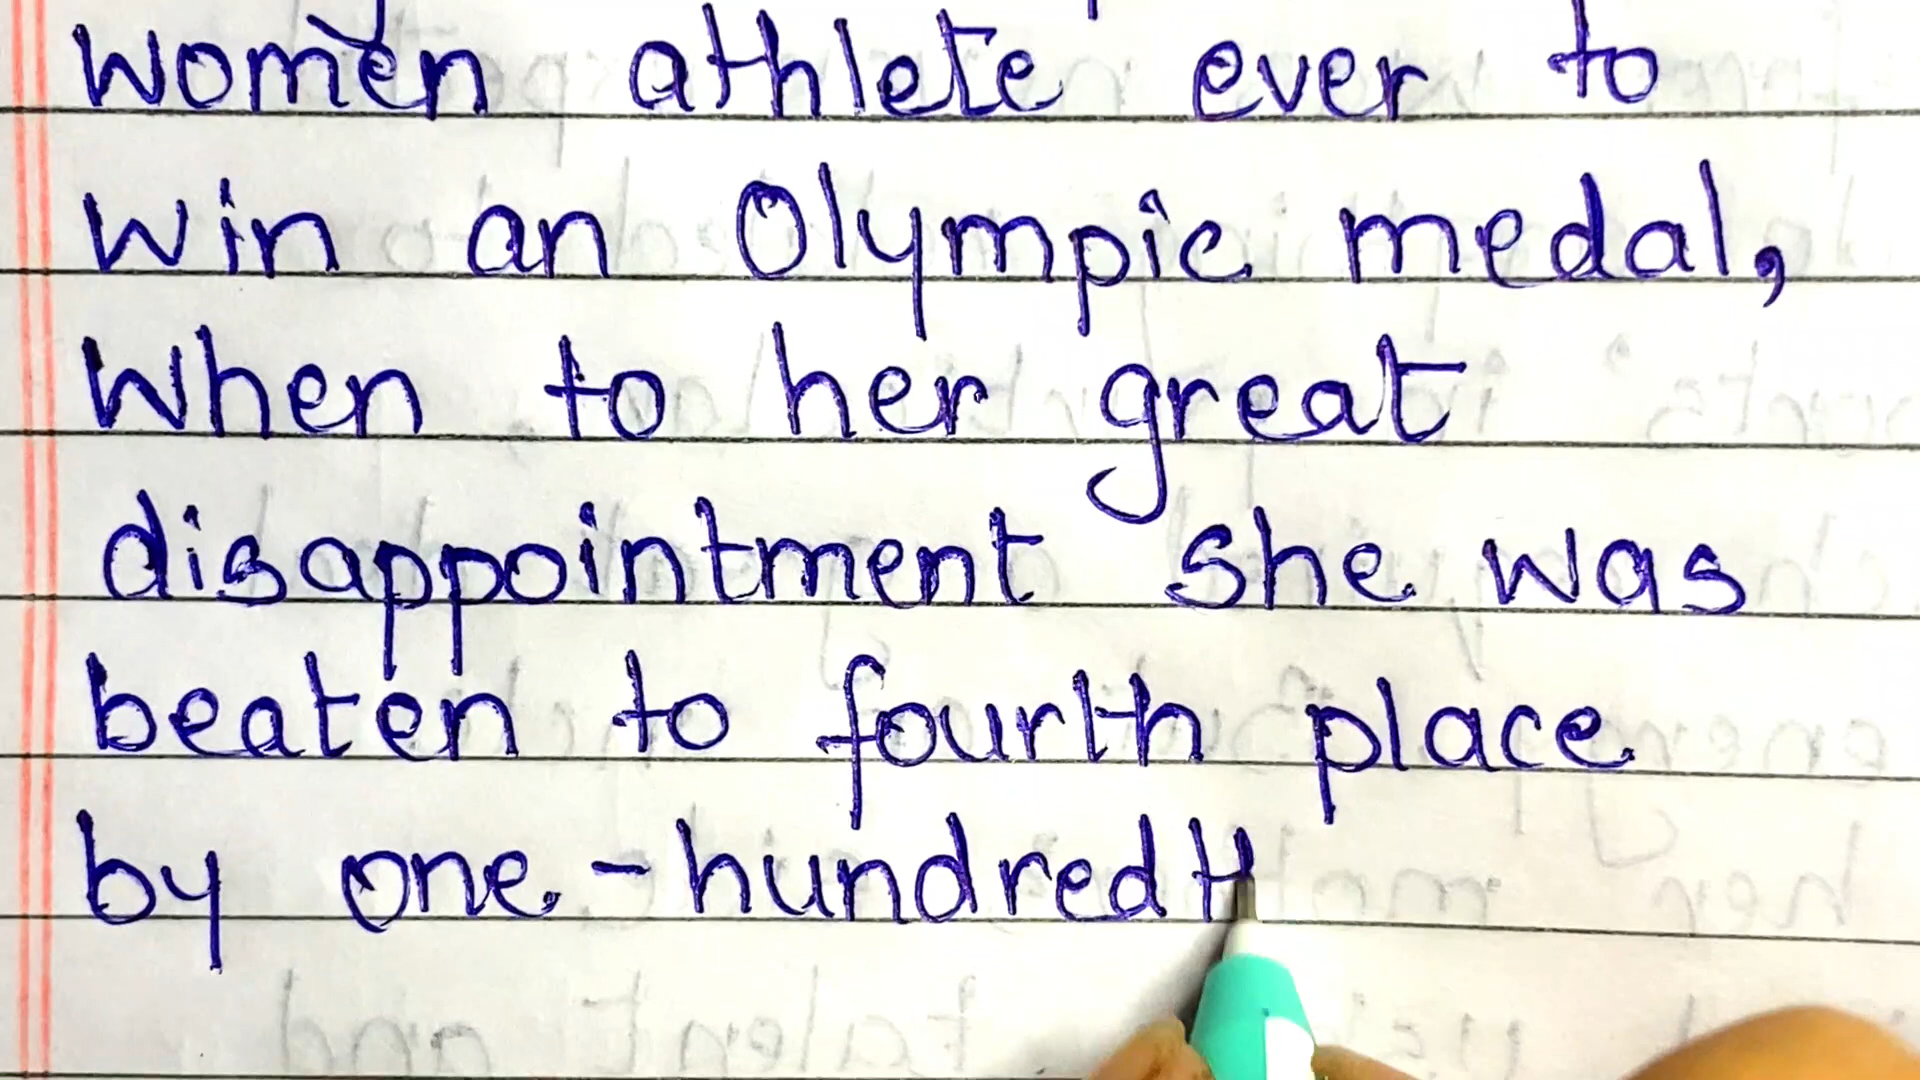 women athlete ever to
win an Olympic medal,
When to her great
disappointment she was
beaten to fourth place
by one-hundredth